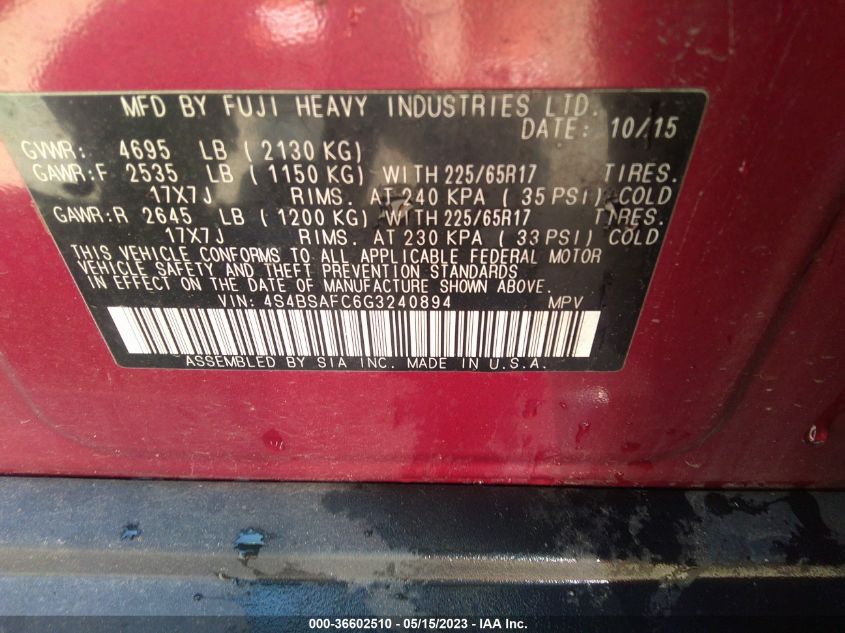 MFD BY FUJI HEAVY INDUSTRIES LTD.
DATE: 10/15
GVWR: 4695 LB ( 2130 KG)
GAWR:F 2535 LB ( 1150 KG) WITH 225/65R17 TIRES.
17X7J RIMS. AT 240 KPA ( 35 PSI) COLD
GAWR:R 2645 LB ( 1200 KG) WITH 225/65R17 TIRES.
17X7J RIMS. AT 230 KPA ( 33 PSI) COLD
THIS VEHICLE CONFORMS TO ALL APPLICABLE FEDERAL MOTOR
VEHICLE SAFETY AND THEFT PREVENTION STANDARDS
IN EFFECT ON THE DATE OF MANUFACTURE SHOWN ABOVE.
VIN: 4S4BSAFC6G3240894 MPV
ASSEMBLED BY SIA INC. MADE IN U.S.A.
000-36602510 - 05/15/2023 - IAA Inc.